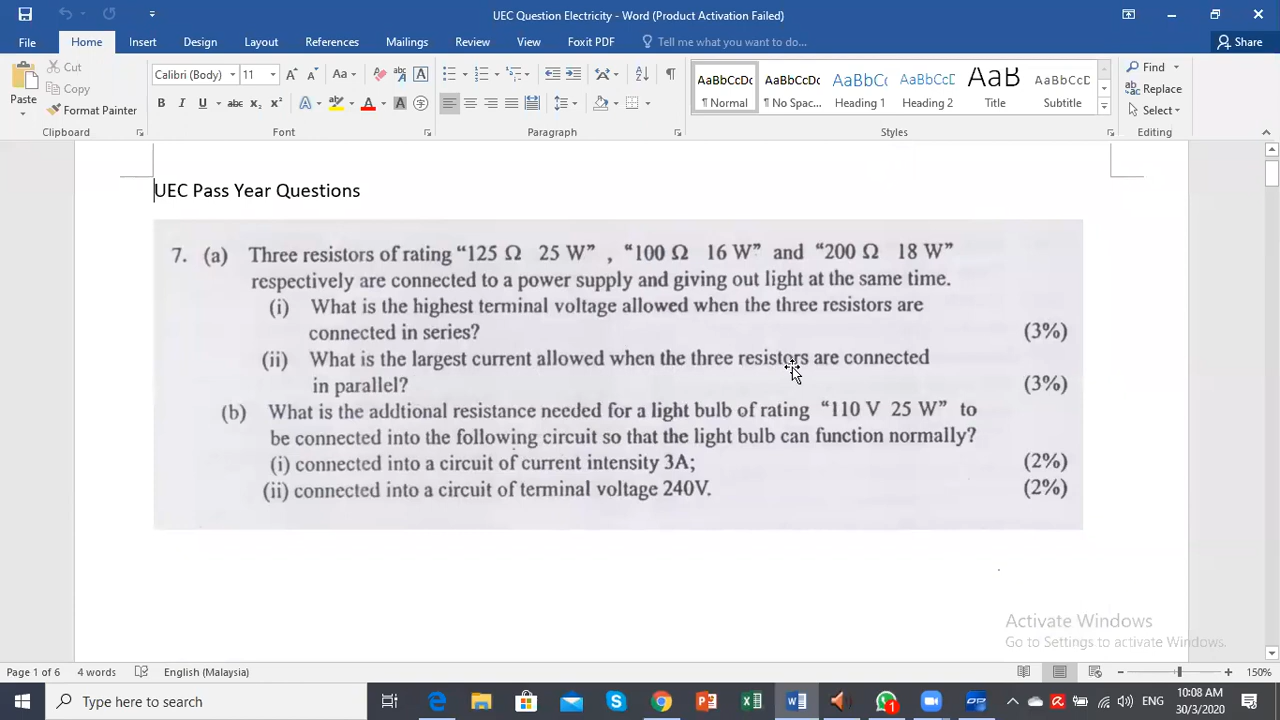 UEC Question Electricity - Word (Product Activation Failed)
File Home Insert Design Layout References Mailings Review View Foxit PDF Tell me what you want to do... Share
Paste
Cut
Copy
Format Painter
Clipboard
Calibri (Body) 11
Font
Paragraph
AaBbCcDc AaBbCcDc AaBbCc AaBbCcD AaB AaBbCcD
¶ Normal ¶ No Spec... Heading 1 Heading 2 Title Subtitle
Styles
Find
Replace
Select
Editing
UEC Pass Year Questions
7. (a) Three resistors of rating “125 Ω 25 W” , “100 Ω 16 W” and “200 Ω 18 W”
respectively are connected to a power supply and giving out light at the same time.
(i) What is the highest terminal voltage allowed when the three resistors are
connected in series? (3%)
(ii) What is the largest current allowed when the three resistors are connected
in parallel? (3%)
(b) What is the addtional resistance needed for a light bulb of rating “110 V 25 W” to
be connected into the following circuit so that the light bulb can function normally?
(i) connected into a circuit of current intensity 3A; (2%)
(ii) connected into a circuit of terminal voltage 240V. (2%)
Activate Windows
Go to Settings to activate Windows.
Page 1 of 6 4 words English (Malaysia) 150%
Type here to search
ENG
10:08 AM
30/3/2020